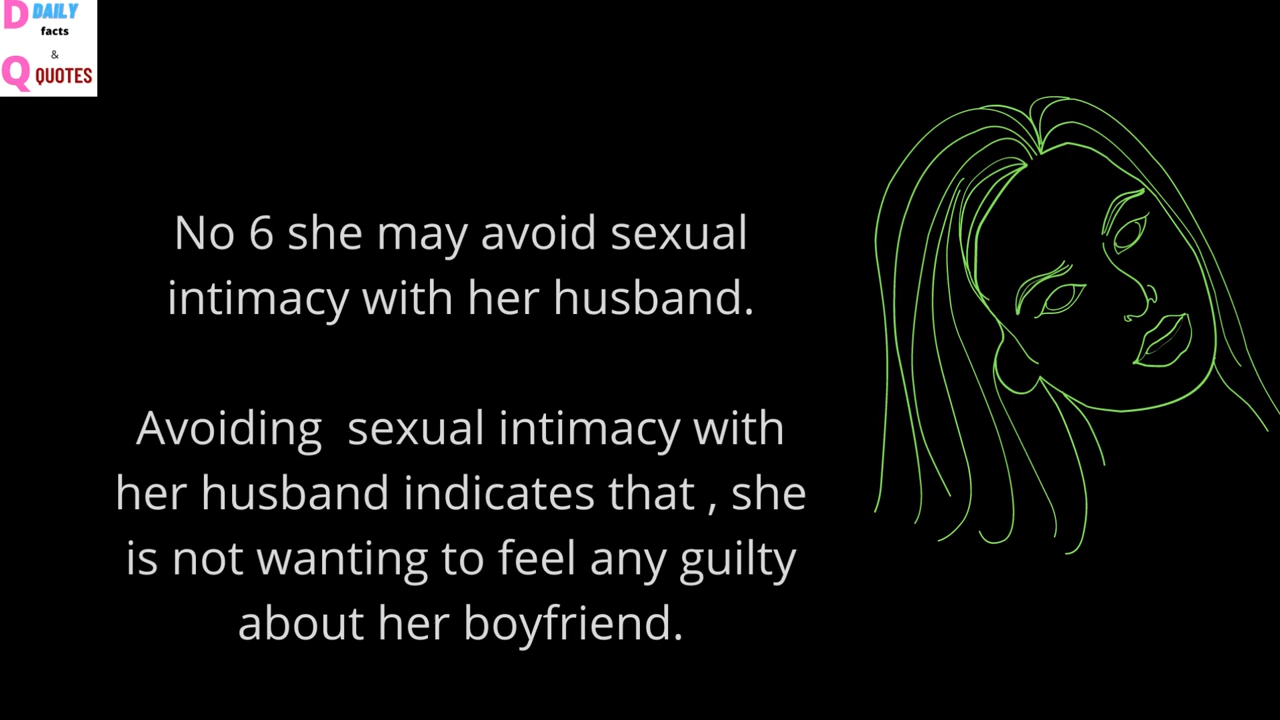 D DAILY
facts
&
Q QUOTES
No 6 she may avoid sexual
intimacy with her husband.
Avoiding  sexual intimacy with
her husband indicates that , she
is not wanting to feel any guilty
about her boyfriend.